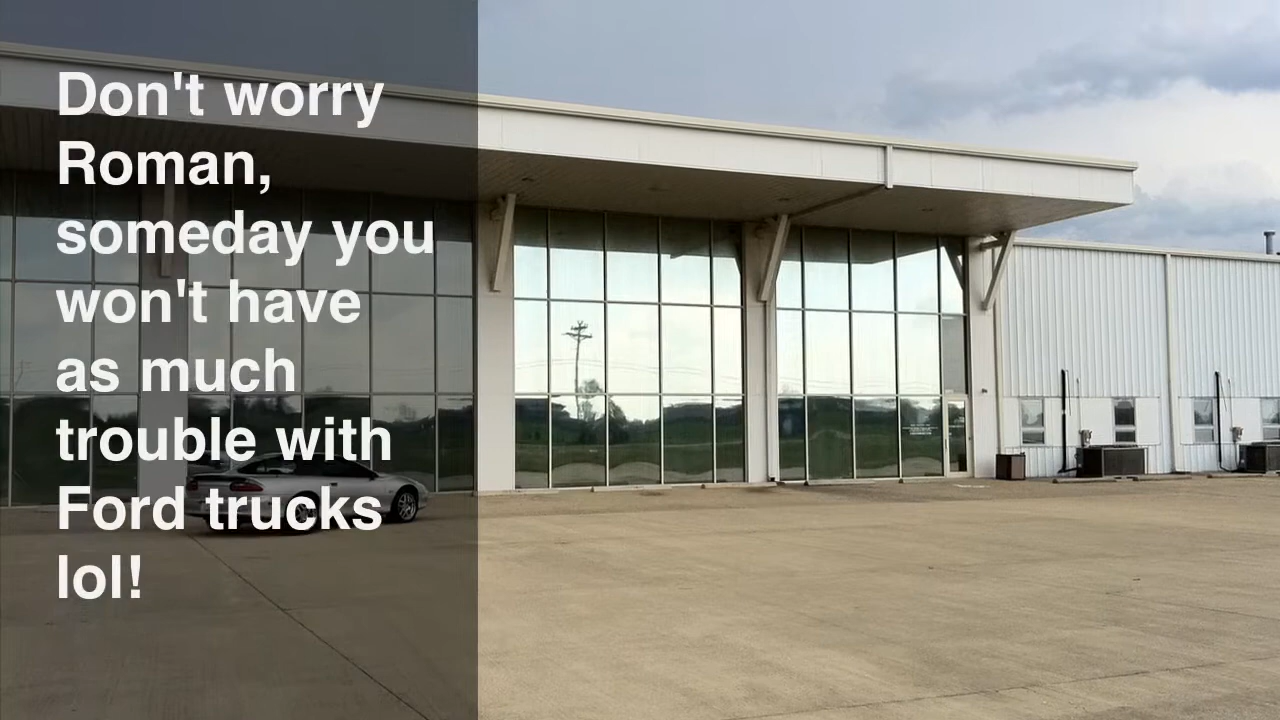 Don't worry
Roman,
someday you
won't have
as much
trouble with
Ford trucks
lol!